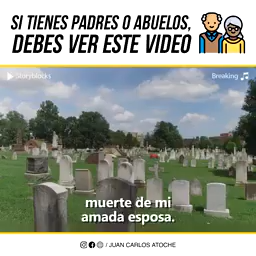 SI TIENES PADRES O ABUELOS,
DEBES VER ESTE VIDEO
Storyblocks
Breaking
muerte de mi
amada esposa.
/ JUAN CARLOS ATOCHE